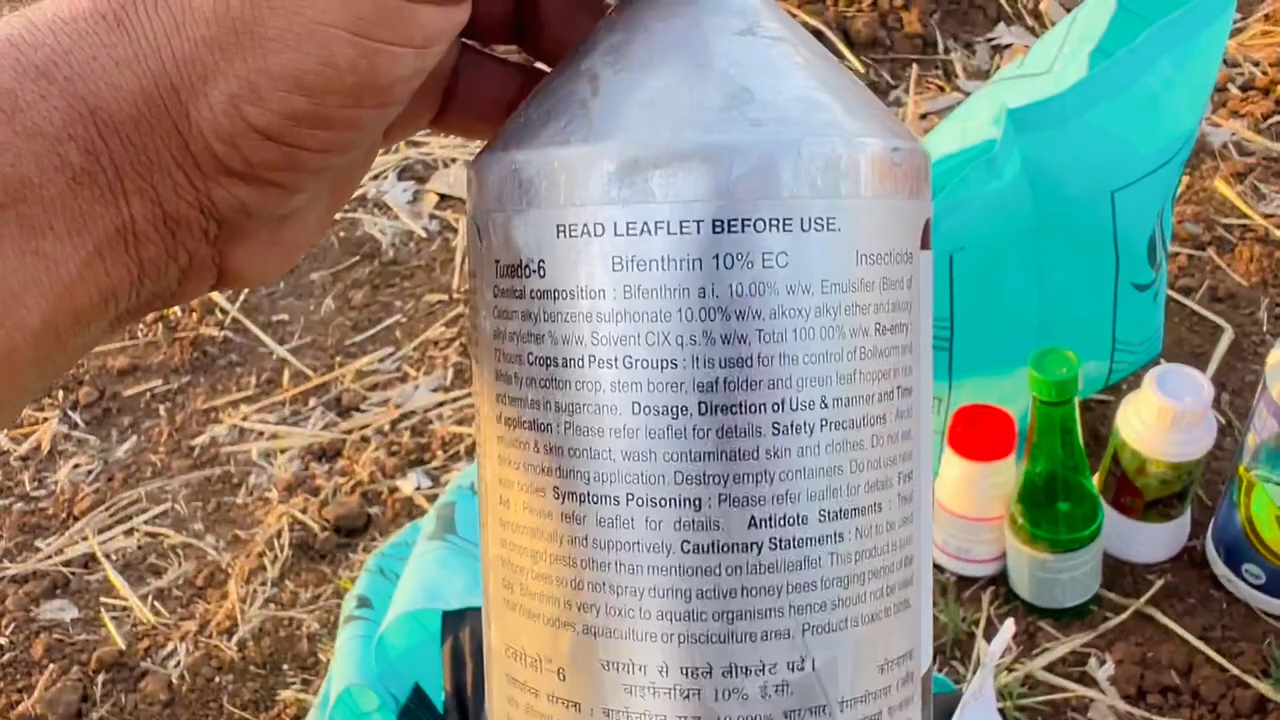 READ LEAFLET BEFORE USE.
Tuxedo-6 Bifenthrin 10% EC Insecticide
Chemical composition : Bifenthrin a.i. 10.00% w/w, Emulsifier (Blend of
Calcium alkyl benzene sulphonate 10.00% w/w, alkoxy alkyl ether and alkoxy
alkyl arylether % w/w, Solvent CIX q.s.% w/w, Total 100.00% w/w. Re-entry:
72 hours. Crops and Pest Groups : It is used for the control of Bollworm and
White fly on cotton crop, stem borer, leaf folder and green leaf hopper in rice
and termites in sugarcane. Dosage, Direction of Use & manner and Time
of application : Please refer leaflet for details. Safety Precautions : Avoid
& skin contact, wash contaminated skin and clothes. Do not eat,
drink or smoke during application. Destroy empty containers. Do not use near
water bodies. Symptoms Poisoning : Please refer leaflet for details. First
Aid : Please refer leaflet for details. Antidote Statements : Treat
symptomatically and supportively. Cautionary Statements : Not to be used
on crops and pests other than mentioned on label/leaflet. This product is toxic
to honey bees so do not spray during active honey bees foraging period of the
day. Bifenthrin is very toxic to aquatic organisms hence should not be used
near water bodies, aquaculture or pisciculture area. Product is toxic to birds.
टक्सेडो-6 उपयोग से पहले लीफलेट पढें। कीटनाशक
बाइफेनथ्रिन 10% ई.सी.
संरचना : बाइफेनथ्रिन भार/भार,